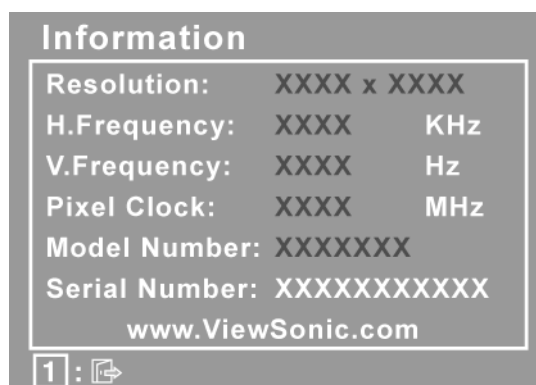 Information
Resolution: XXXX x XXXX
H.Frequency: XXXX KHz
V.Frequency: XXXX Hz
Pixel Clock: XXXX MHz
Model Number: XXXXXXX
Serial Number: XXXXXXXXXXX
www.ViewSonic.com
1 :